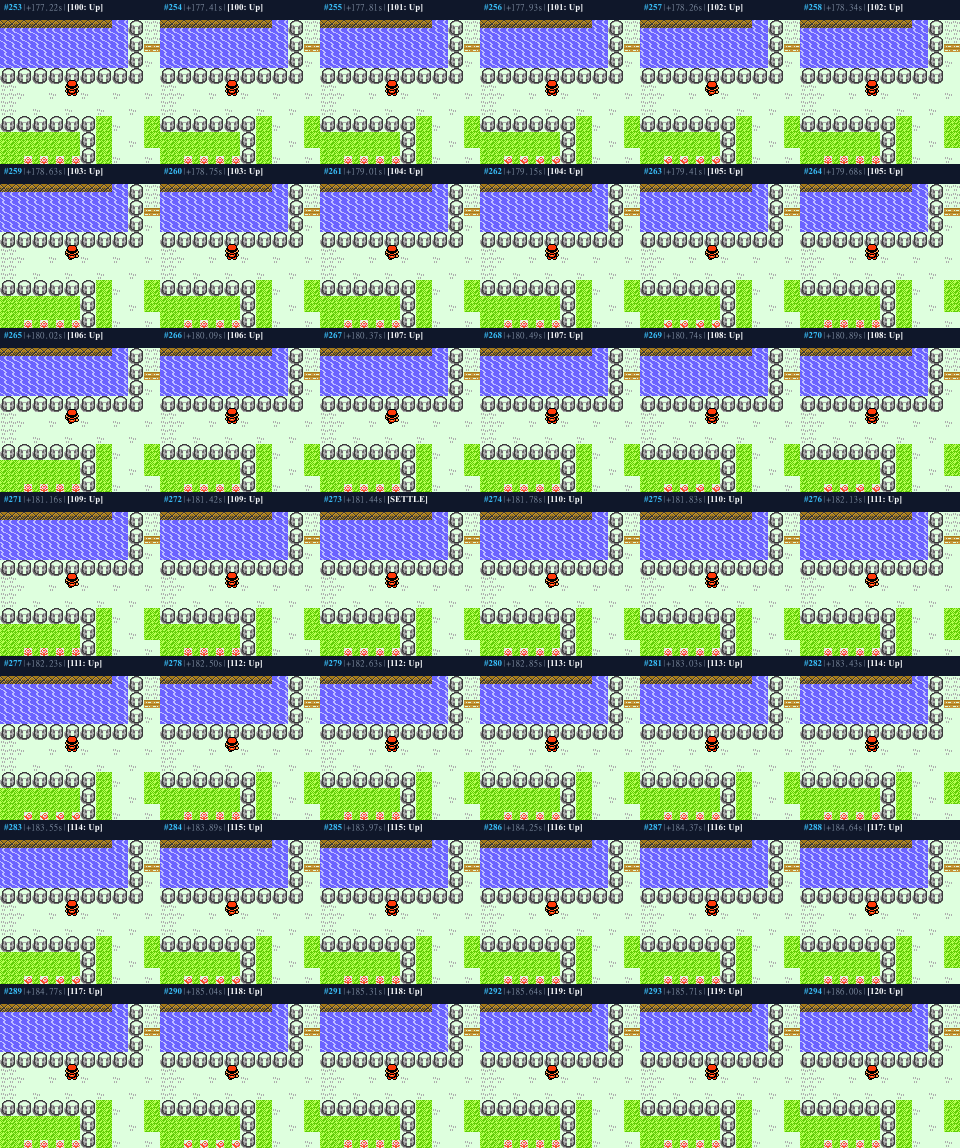 #253|+177.22s|[100: Up] #254|+177.41s|[100: Up] #255|+177.81s|[101: Up] #256|+177.93s|[101: Up] #257|+178.26s|[102: Up] #258|+178.34s|[102: Up]
#259|+178.63s|[103: Up] #260|+178.75s|[103: Up] #261|+179.01s|[104: Up] #262|+179.15s|[104: Up] #263|+179.41s|[105: Up] #264|+179.68s|[105: Up]
#265|+180.02s|[106: Up] #266|+180.09s|[106: Up] #267|+180.37s|[107: Up] #268|+180.49s|[107: Up] #269|+180.74s|[108: Up] #270|+180.89s|[108: Up]
#271|+181.16s|[109: Up] #272|+181.42s|[109: Up] #273|+181.44s|[SETTLE] #274|+181.78s|[110: Up] #275|+181.83s|[110: Up] #276|+182.13s|[111: Up]
#277|+182.23s|[111: Up] #278|+182.50s|[112: Up] #279|+182.63s|[112: Up] #280|+182.85s|[113: Up] #281|+183.03s|[113: Up] #282|+183.43s|[114: Up]
#283|+183.55s|[114: Up] #284|+183.89s|[115: Up] #285|+183.97s|[115: Up] #286|+184.25s|[116: Up] #287|+184.37s|[116: Up] #288|+184.64s|[117: Up]
#289|+184.77s|[117: Up] #290|+185.04s|[118: Up] #291|+185.31s|[118: Up] #292|+185.64s|[119: Up] #293|+185.71s|[119: Up] #294|+186.00s|[120: Up]